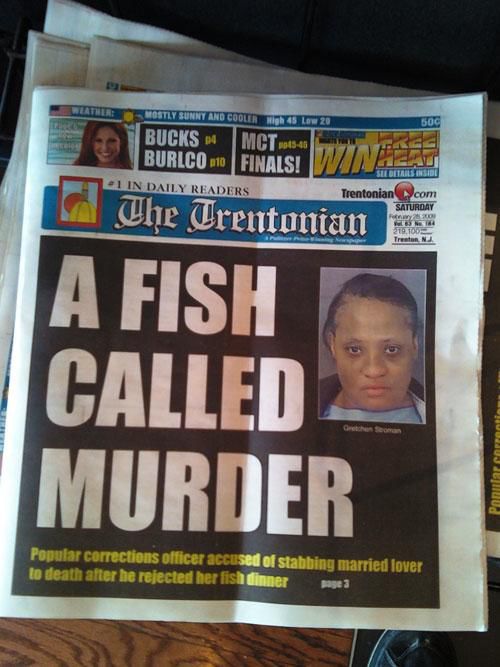 WEATHER: MOSTLY SUNNY AND COOLER High 45 Low 29 50¢
BUCKS p4
BURLCO p10
MCT pp45-46
FINALS!
WIN FREE HEAT
SEE DETAILS INSIDE
#1 IN DAILY READERS
The Trentonian
A Pulitzer Prize-Winning Newspaper
Trentonian.com
SATURDAY
February 28, 2009
Vol. 63 No. 184
219,100
Trenton, N.J.
A FISH
CALLED
MURDER
Gretchen Stroman
Popular corrections officer accused of stabbing married lover
to death after he rejected her fish dinner page 3
Popular correction